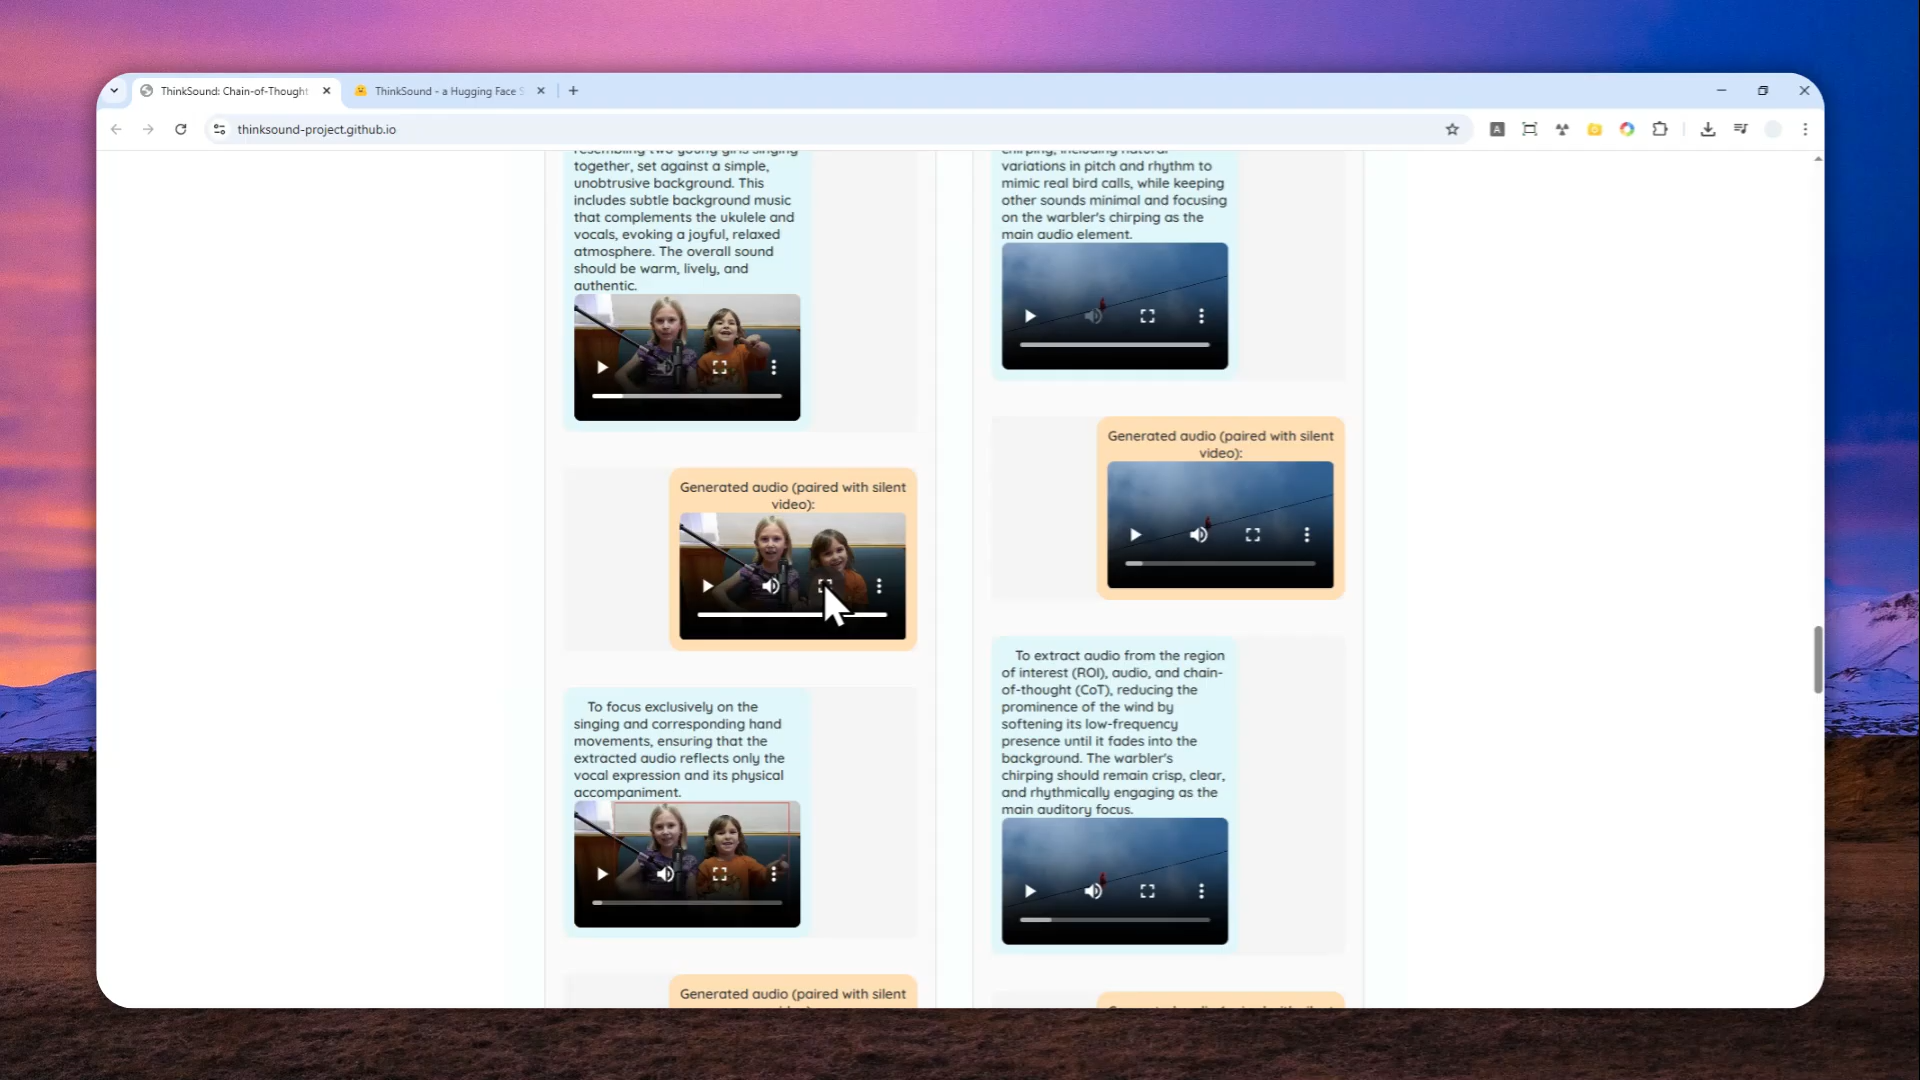 ThinkSound: Chain-of-Thought
ThinkSound - a Hugging Face S
thinksound-project.github.io
resembling two young girls singing
together, set against a simple,
unobtrusive background. This
includes subtle background music
that complements the ukulele and
vocals, evoking a joyful, relaxed
atmosphere. The overall sound
should be warm, lively, and
authentic.
Generated audio (paired with silent
video):
To focus exclusively on the
singing and corresponding hand
movements, ensuring that the
extracted audio reflects only the
vocal expression and its physical
accompaniment.
Generated audio (paired with silent
chirping, including natural
variations in pitch and rhythm to
mimic real bird calls, while keeping
other sounds minimal and focusing
on the warbler's chirping as the
main audio element.
Generated audio (paired with silent
video):
To extract audio from the region
of interest (ROI), audio, and chain-
of-thought (CoT), reducing the
prominence of the wind by
softening its low-frequency
presence until it fades into the
background. The warbler's
chirping should remain crisp, clear,
and rhythmically engaging as the
main auditory focus.